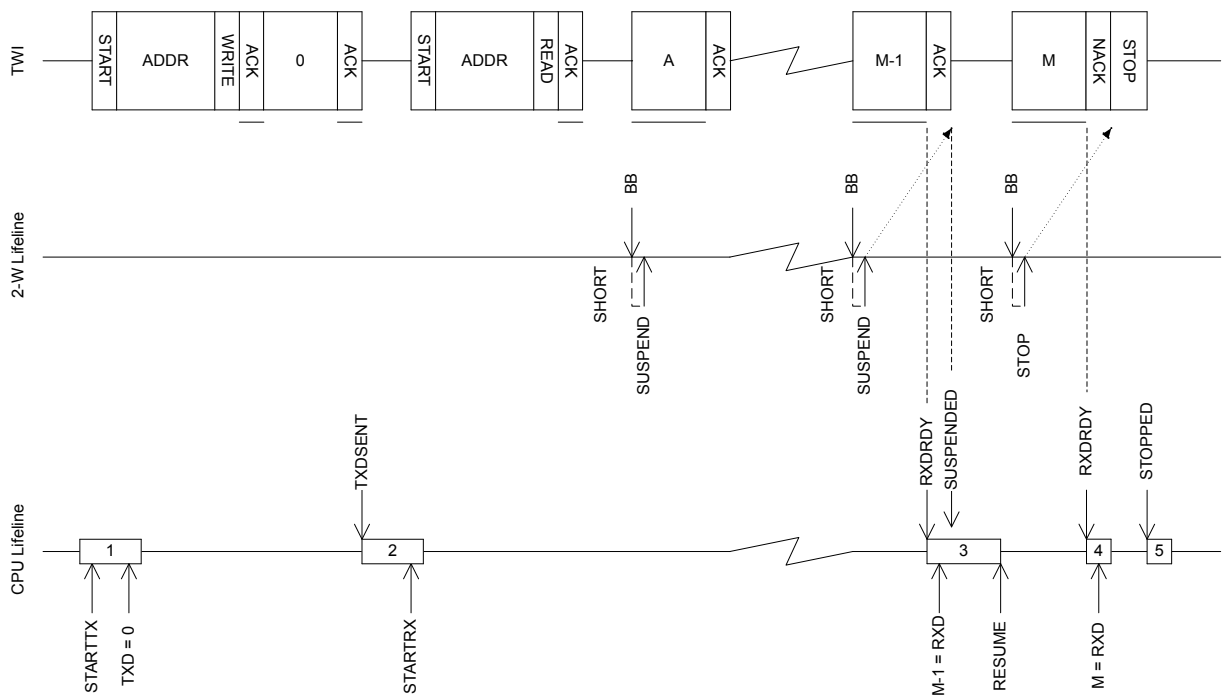 TWI
START
ADDR
WRITE
ACK
0
ACK
START
ADDR
READ
ACK
A
ACK
M-1
ACK
M
NACK
STOP
2-W Lifeline
BB
SHORT
SUSPEND
BB
SHORT
SUSPEND
BB
SHORT
STOP
CPU Lifeline
TXDSENT
RXDRDY
SUSPENDED
RXDRDY
STOPPED
1
2
3
4
5
STARTTX
TXD = 0
STARTRX
M-1 = RXD
RESUME
M = RXD